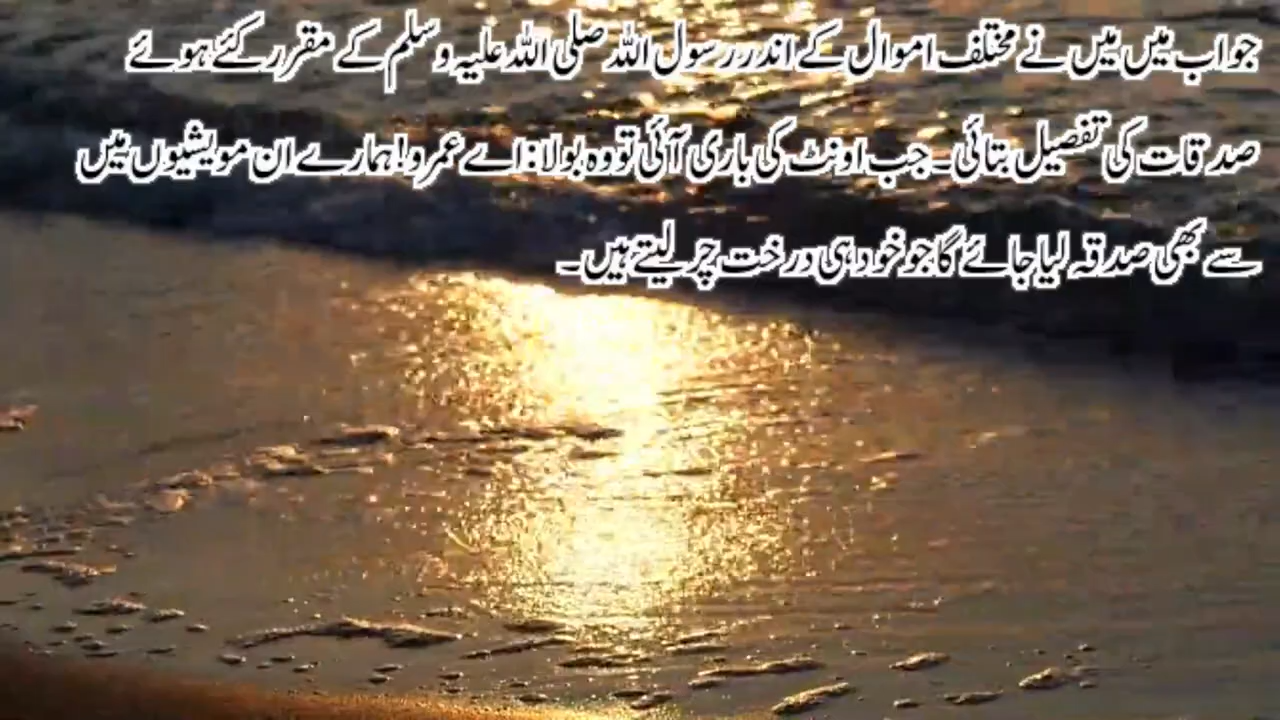 جواب میں میں نے مختلف اموال کے اندر رسول اللہ صلی اللہ علیہ وسلم کے مقرر کئے ہوئے
صدقات کی تفصیل بتائی۔ جب اونٹ کی باری آئی تو وہ بولا: اے عمرو! ہمارے ان مویشیوں میں
سے بھی صدقہ لیا جائے گا جو خود ہی درخت چر لیتے ہیں۔